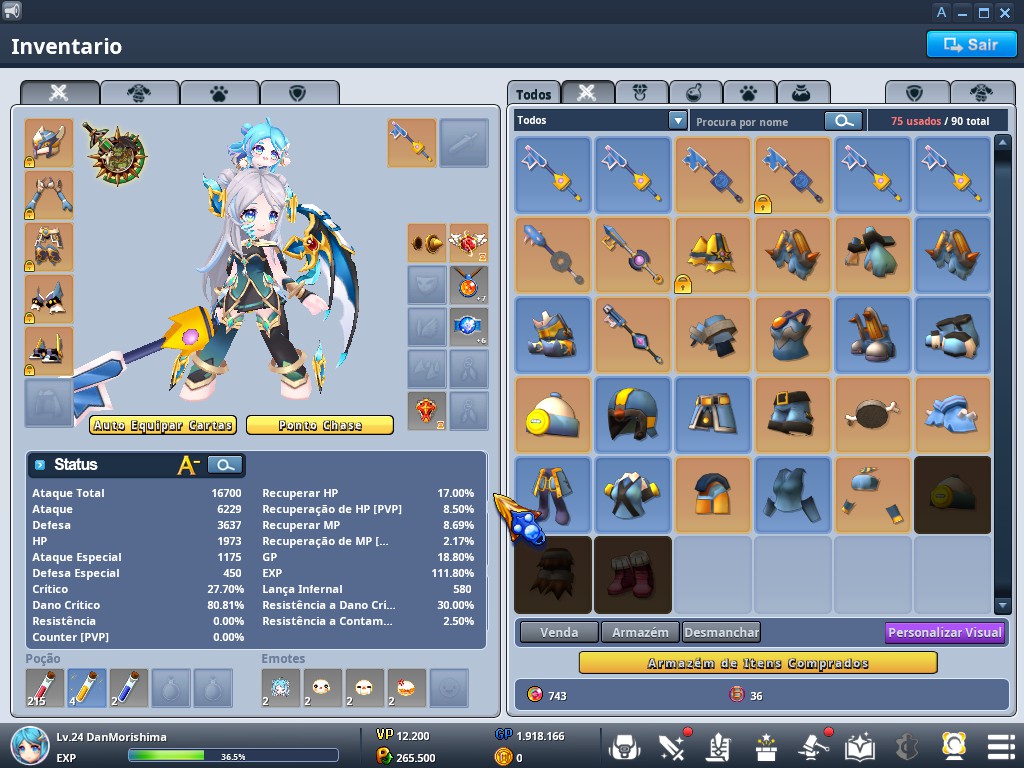 A
Inventario
Sair
Todos
Todos
Procura por nome
75 usados / 90 total
+7
+6
Auto Equipar Cartas
Ponto Chase
Status
A-
Ataque Total 16700
Ataque 6229
Defesa 3637
HP 1973
Ataque Especial 1175
Defesa Especial 450
Crítico 27.70%
Dano Crítico 80.81%
Resistência 0.00%
Counter [PVP] 0.00%
Recuperar HP 17.00%
Recuperação de HP [PVP] 8.50%
Recuperar MP 8.69%
Recuperação de MP [... 2.17%
GP 18.80%
EXP 111.80%
Lança Infernal 580
Resistência a Dano Crí... 30.00%
Resistência a Contam... 2.50%
Poção
215
4
2
Emotes
2
2
2
2
Venda
Armazém
Desmanchar
Personalizar Visual
Armazém de Itens Comprados
743
36
Lv.24 DanMorishima
EXP
36.5%
VP 12.200
265.500
GP 1.918.166
0